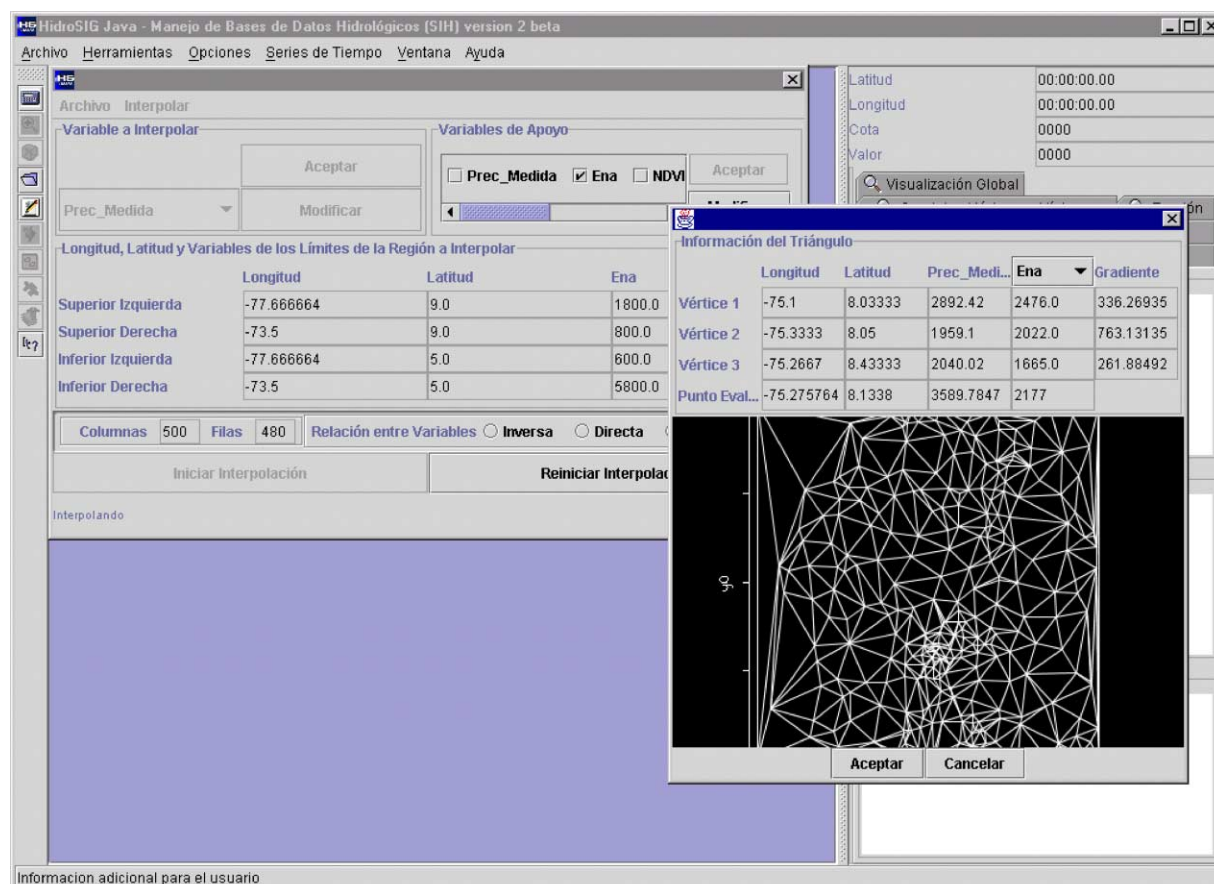 HidroSIG Java - Manejo de Bases de Datos Hidrológicos (SIH) version 2 beta
Archivo Herramientas Opciones Series de Tiempo Ventana Ayuda
Archivo Interpolar
Variable a Interpolar
Aceptar
Prec_Medida
Modificar
Variables de Apoyo
Prec_Medida Ena NDVI
Aceptar
Longitud, Latitud y Variables de los Límites de la Región a Interpolar
Longitud Latitud Ena
Superior Izquierda -77.666664 9.0 1800.0
Superior Derecha -73.5 9.0 800.0
Inferior Izquierda -77.666664 5.0 600.0
Inferior Derecha -73.5 5.0 5800.0
Columnas 500 Filas 480 Relación entre Variables Inversa Directa
Iniciar Interpolación
Reiniciar Interpolac
Interpolando
Latitud 00:00:00.00
Longitud 00:00:00.00
Cota 0000
Valor 0000
Visualización Global
Información del Triángulo
Longitud Latitud Prec_Medi... Ena Gradiente
Vértice 1 -75.1 8.03333 2892.42 2476.0 336.26935
Vértice 2 -75.3333 8.05 1959.1 2022.0 763.13135
Vértice 3 -75.2667 8.43333 2040.02 1665.0 261.88492
Punto Eval... -75.275764 8.1338 3589.7847 2177
Aceptar Cancelar
Informacion adicional para el usuario